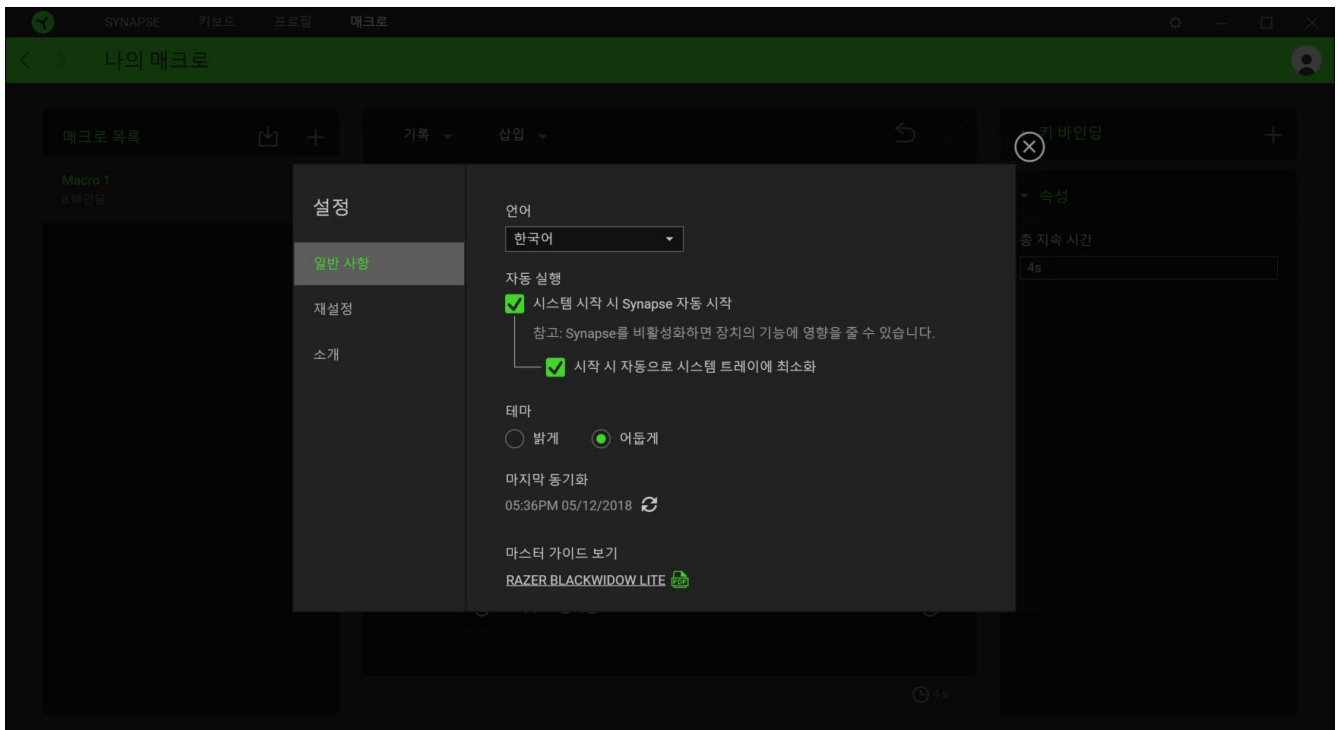 SYNAPSE 키보드 프로필 매크로
나의 매크로
매크로 목록
기록
삽입
키 바인딩
Macro 1
0 바인딩
속성
총 지속 시간
4s
설정
일반 사항
재설정
소개
언어
한국어
자동 실행
시스템 시작 시 Synapse 자동 시작
참고: Synapse를 비활성화하면 장치의 기능에 영향을 줄 수 있습니다.
시작 시 자동으로 시스템 트레이에 최소화
테마
밝게 어둡게
마지막 동기화
05:36PM 05/12/2018
마스터 가이드 보기
RAZER BLACKWIDOW LITE PDF
4 s